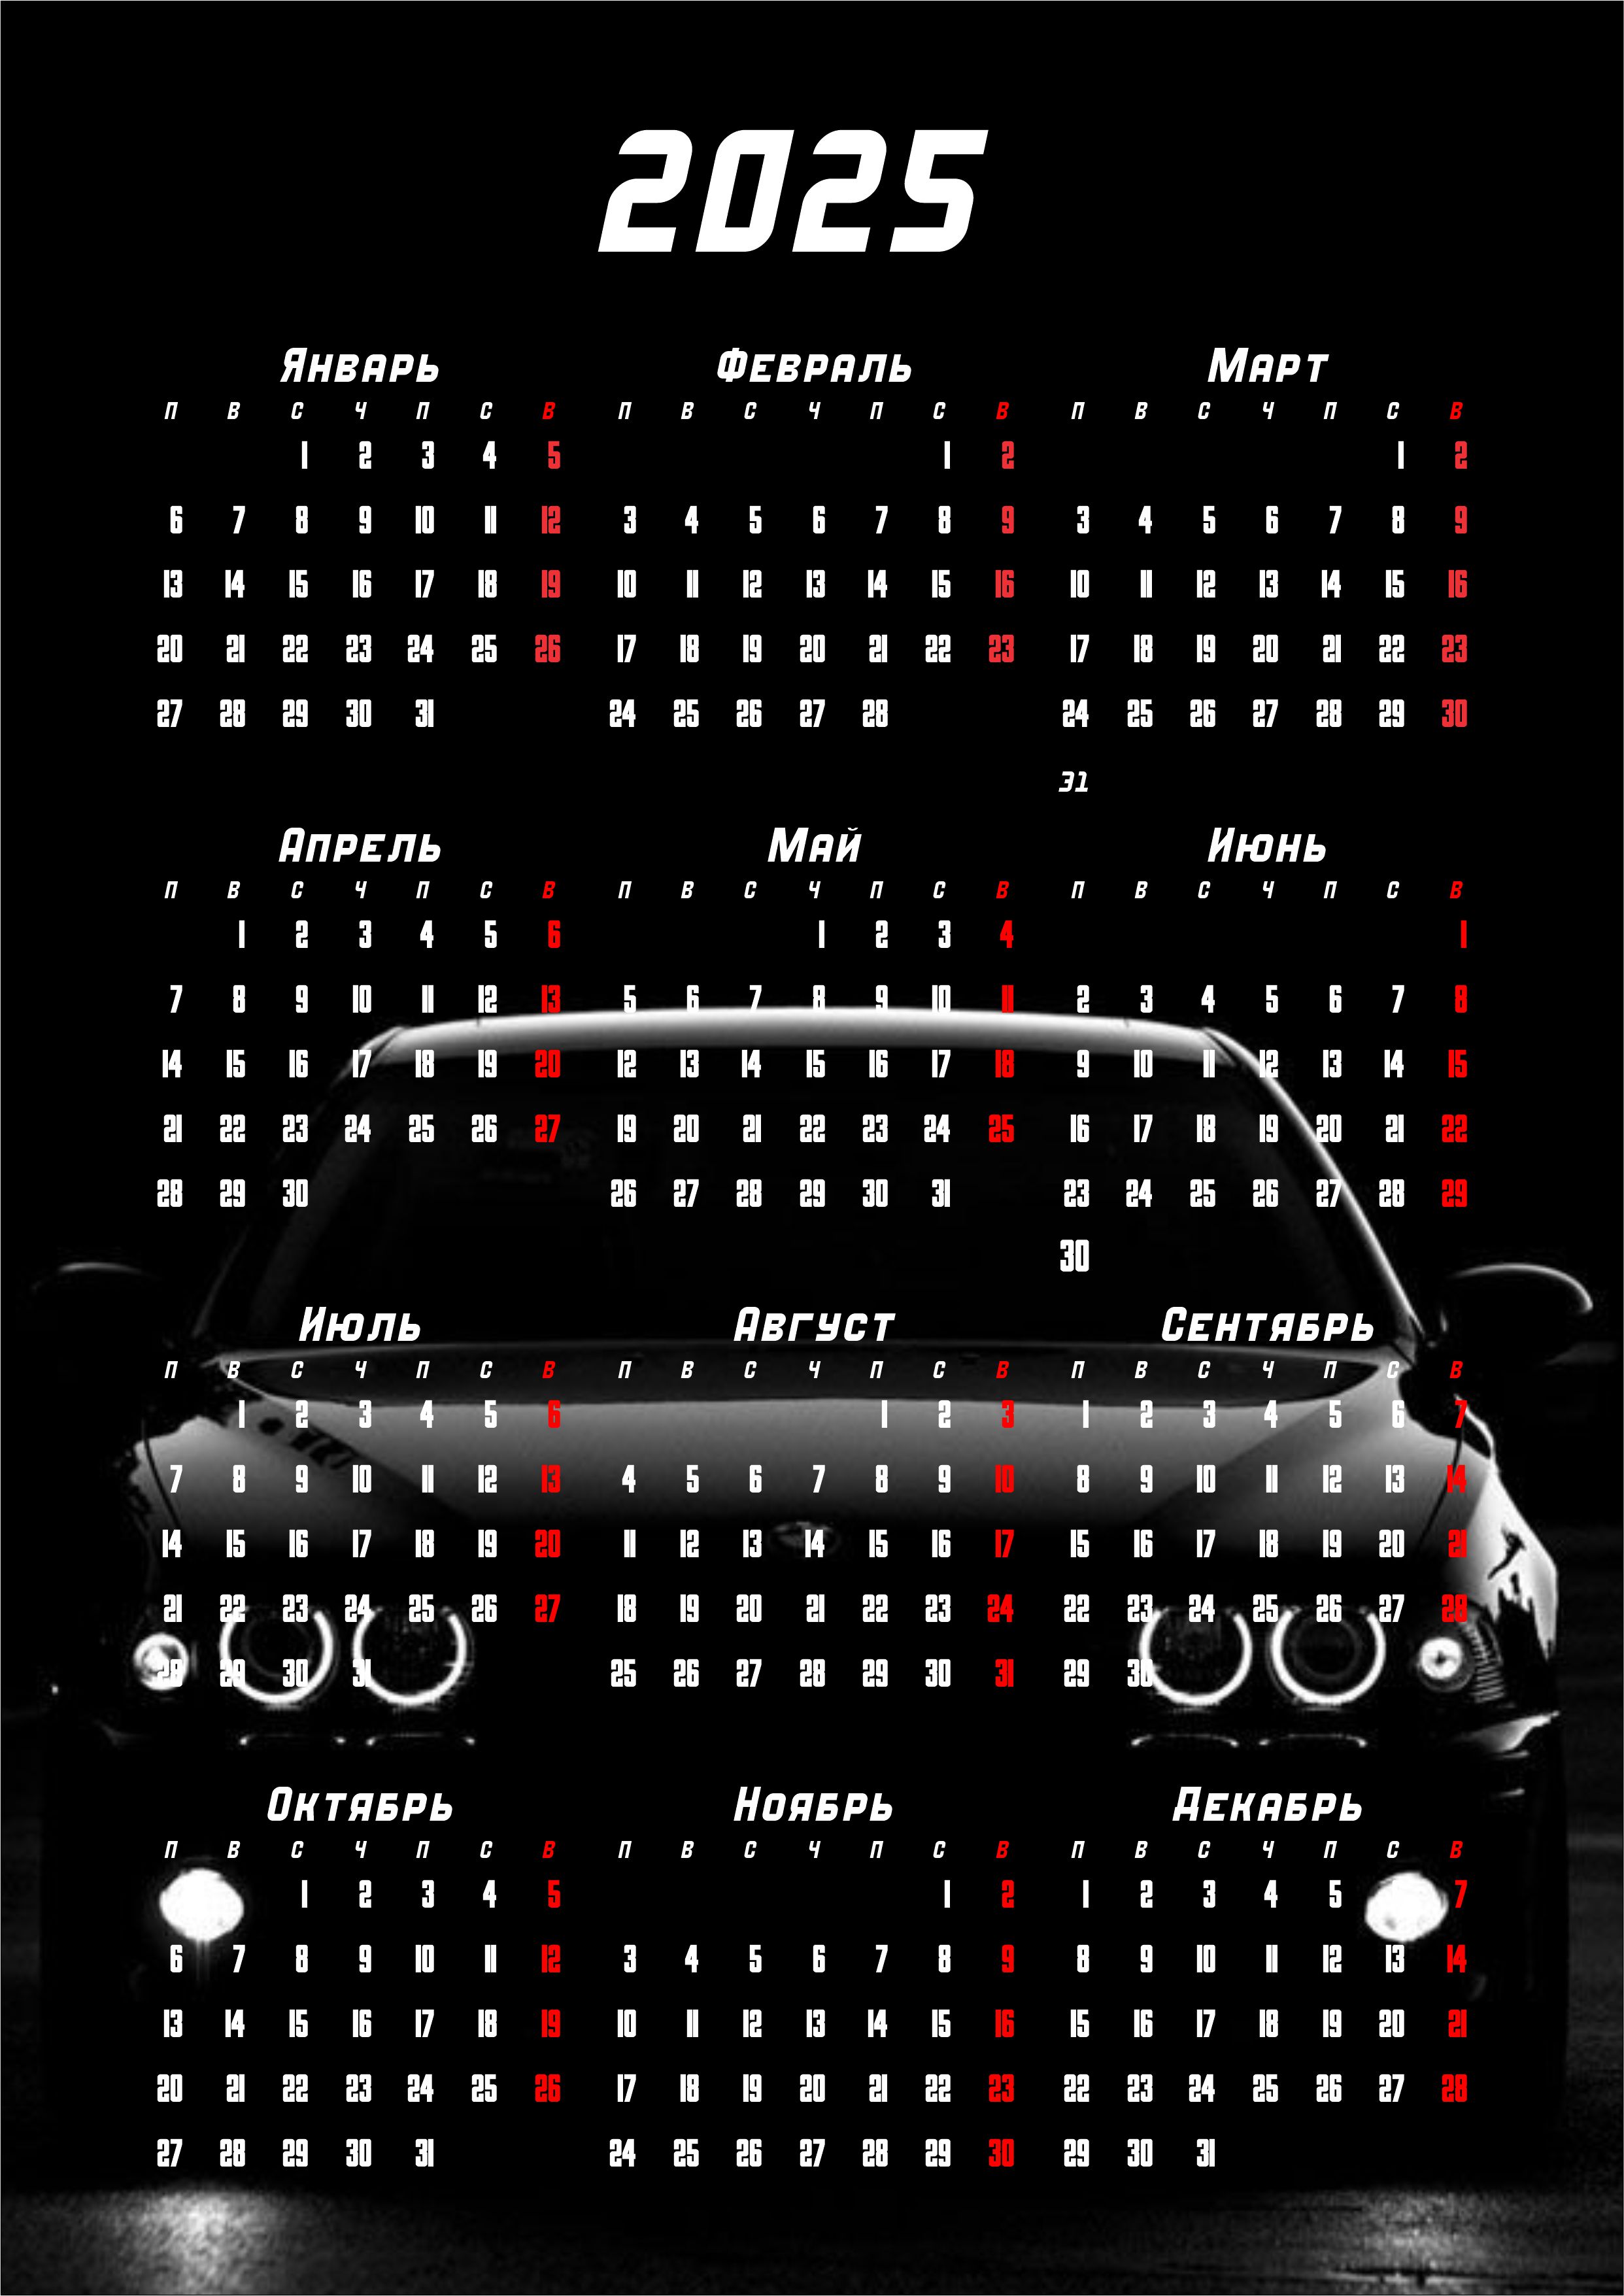 2025
Январь Февраль Март
П В С Ч П С В П В С Ч П С В П В С Ч П С В
1 2 3 4 5 1 2 1 2
6 7 8 9 10 11 12 3 4 5 6 7 8 9 3 4 5 6 7 8 9
13 14 15 16 17 18 19 10 11 12 13 14 15 16 10 11 12 13 14 15 16
20 21 22 23 24 25 26 17 18 19 20 21 22 23 17 18 19 20 21 22 23
27 28 29 30 31 24 25 26 27 28 24 25 26 27 28 29 30
31
Апрель Май Июнь
П В С Ч П С В П В С Ч П С В П В С Ч П С В
1 2 3 4 5 6 1 2 3 4 1
7 8 9 10 11 12 13 5 6 7 8 9 10 11 2 3 4 5 6 7 8
14 15 16 17 18 19 20 12 13 14 15 16 17 18 9 10 11 12 13 14 15
21 22 23 24 25 26 27 19 20 21 22 23 24 25 16 17 18 19 20 21 22
28 29 30 26 27 28 29 30 31 23 24 25 26 27 28 29
30
Июль Август Сентябрь
П В С Ч П С В П В С Ч П С В П В С Ч П С В
1 2 3 4 5 6 1 2 3 1 2 3 4 5 6 7
7 8 9 10 11 12 13 4 5 6 7 8 9 10 8 9 10 11 12 13 14
14 15 16 17 18 19 20 11 12 13 14 15 16 17 15 16 17 18 19 20 21
21 22 23 24 25 26 27 18 19 20 21 22 23 24 22 23 24 25 26 27 28
28 29 30 31 25 26 27 28 29 30 31 29 30
Октябрь Ноябрь Декабрь
П В С Ч П С В П В С Ч П С В П В С Ч П С В
1 2 3 4 5 1 2 1 2 3 4 5 7
6 7 8 9 10 11 12 3 4 5 6 7 8 9 8 9 10 11 12 13 14
13 14 15 16 17 18 19 10 11 12 13 14 15 16 15 16 17 18 19 20 21
20 21 22 23 24 25 26 17 18 19 20 21 22 23 22 23 24 25 26 27 28
27 28 29 30 31 24 25 26 27 28 29 30 29 30 31